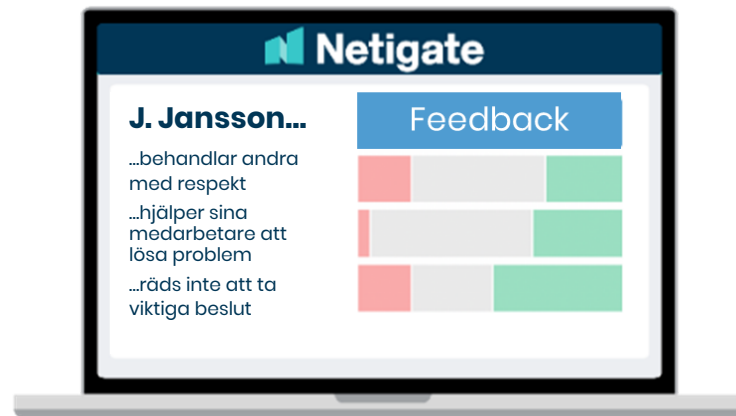 Netigate
J. Jansson...
Feedback
...behandlar andra
med respekt
...hjälper sina
medarbetare att
lösa problem
...räds inte att ta
viktiga beslut